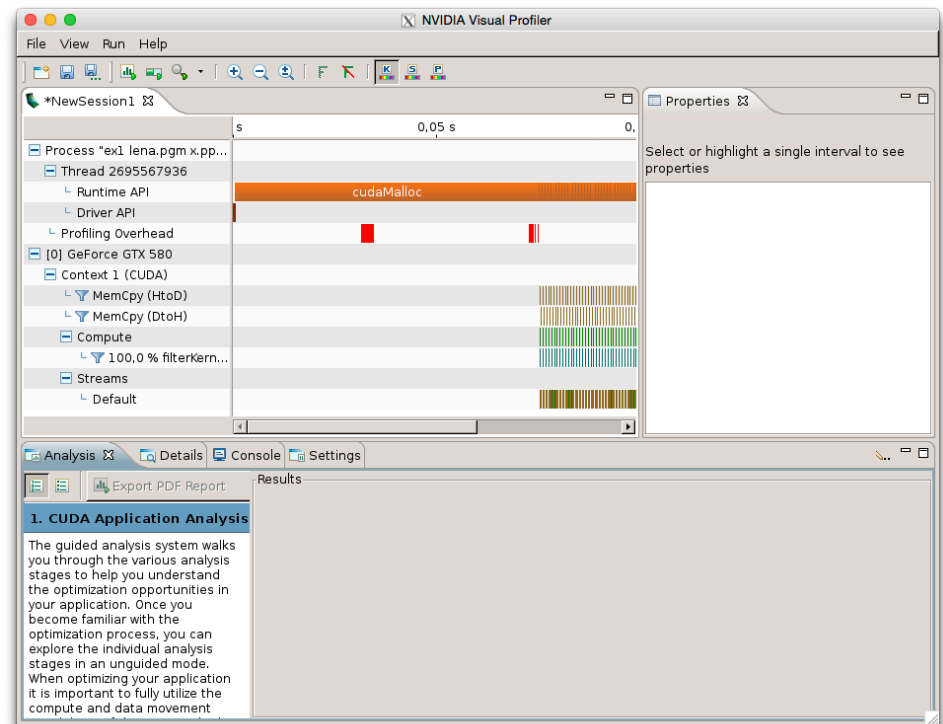 NVIDIA Visual Profiler
File View Run Help
*NewSession1
Properties
s 0,05 s 0,
Process "ex1 lena.pgm x.pp...
Thread 2695567936
Runtime API
cudaMalloc
Driver API
Profiling Overhead
[0] GeForce GTX 580
Context 1 (CUDA)
MemCpy (HtoD)
MemCpy (DtoH)
Compute
100,0 % filterKern...
Streams
Default
Select or highlight a single interval to see
properties
Analysis Details Console Settings
Export PDF Report
Results
1. CUDA Application Analysis
The guided analysis system walks
you through the various analysis
stages to help you understand
the optimization opportunities in
your application. Once you
become familiar with the
optimization process, you can
explore the individual analysis
stages in an unguided mode.
When optimizing your application
it is important to fully utilize the
compute and data movement